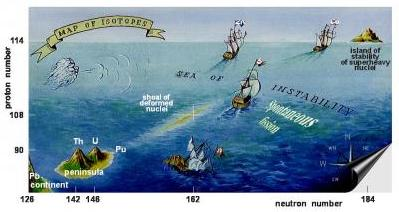 MAP OF ISOTOPES
114
island of
stability
of superheavy
nuclei
SEA OF INSTABILITY
proton number
shoal of
deformed
nuclei
Spontaneous
fission
108
Th U
Pu
90
peninsula
Pb
continent
N
126
142
148
162
neutron number
184